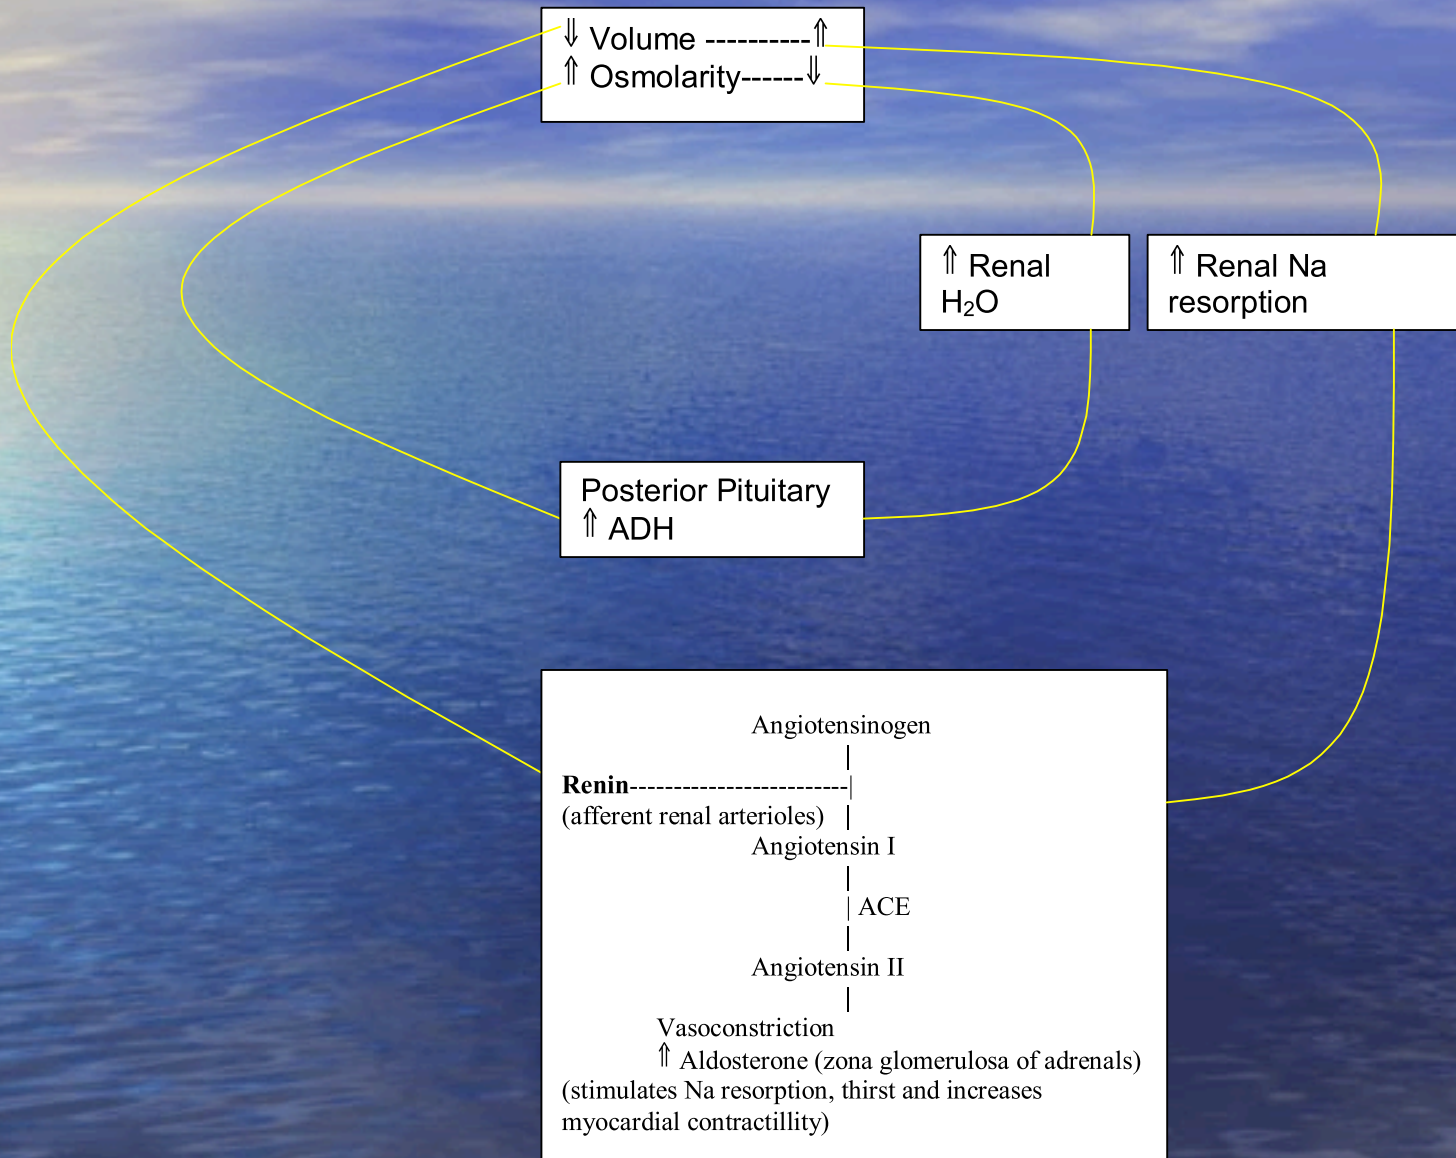 ⇓ Volume ----------⇑
⇑ Osmolarity------⇓
⇑ Renal
H₂O
⇑ Renal Na
resorption
Posterior Pituitary
⇑ ADH
Angiotensinogen
|
Renin-------------------------|
(afferent renal arterioles) |
Angiotensin I
|
| ACE
|
Angiotensin II
|
Vasoconstriction
⇑ Aldosterone (zona glomerulosa of adrenals)
(stimulates Na resorption, thirst and increases
myocardial contractillity)